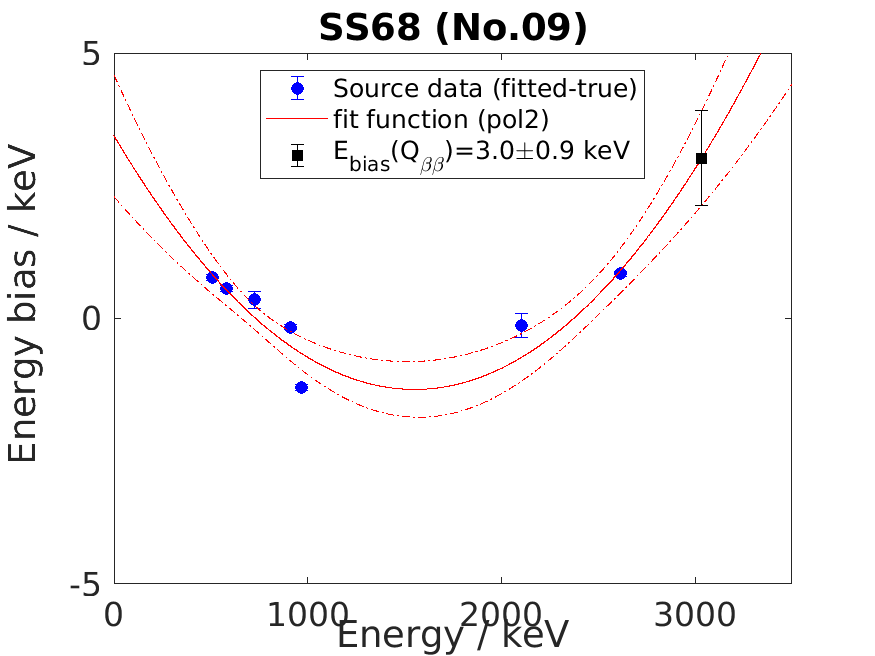 SS68 (No.09)
5
Source data (fitted-true)
fit function (pol2)
E_bias(Q_ββ)=3.0±0.9 keV
Energy bias / keV
0
-5
0 1000 2000 3000
Energy / keV